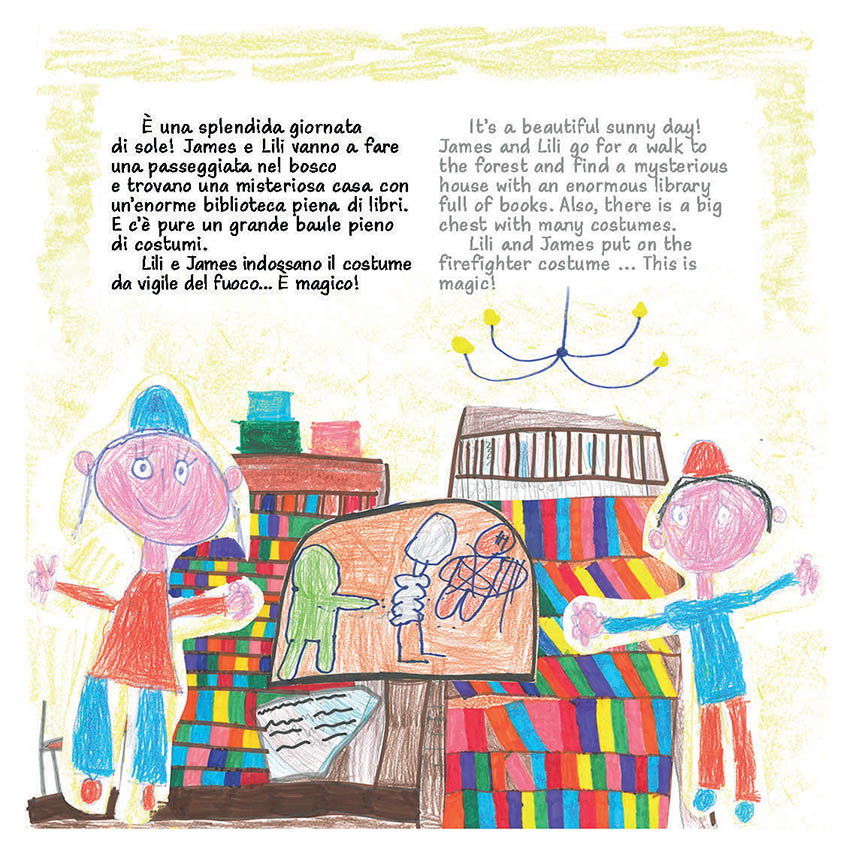 È una splendida giornata
di sole! James e Lili vanno a fare
una passeggiata nel bosco
e trovano una misteriosa casa con
un'enorme biblioteca piena di libri.
E c'è pure un grande baule pieno
di costumi.
Lili e James indossano il costume
da vigile del fuoco... È magico!
It's a beautiful sunny day!
James and Lili go for a walk to
the forest and find a mysterious
house with an enormous library
full of books. Also, there is a big
chest with many costumes.
Lili and James put on the
firefighter costume ... This is
magic!